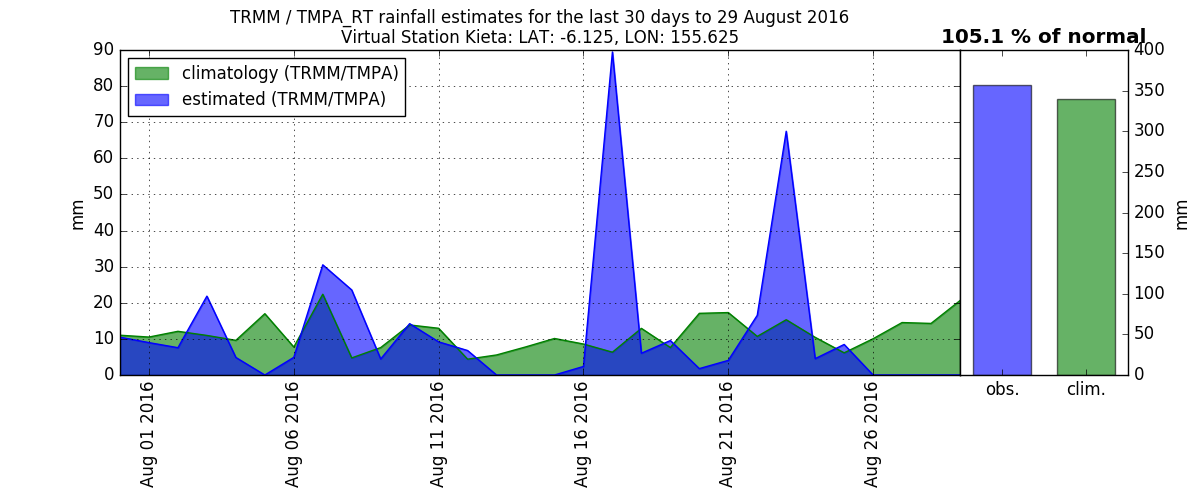 TRMM / TMPA_RT rainfall estimates for the last 30 days to 29 August 2016
Virtual Station Kieta: LAT: -6.125, LON: 155.625
105.1 % of normal
climatology (TRMM/TMPA)
estimated (TRMM/TMPA)
90
80
70
60
50
40
30
20
10
0
mm
Aug 01 2016
Aug 06 2016
Aug 11 2016
Aug 16 2016
Aug 21 2016
Aug 26 2016
400
350
300
250
200
150
100
50
0
mm
obs.
clim.